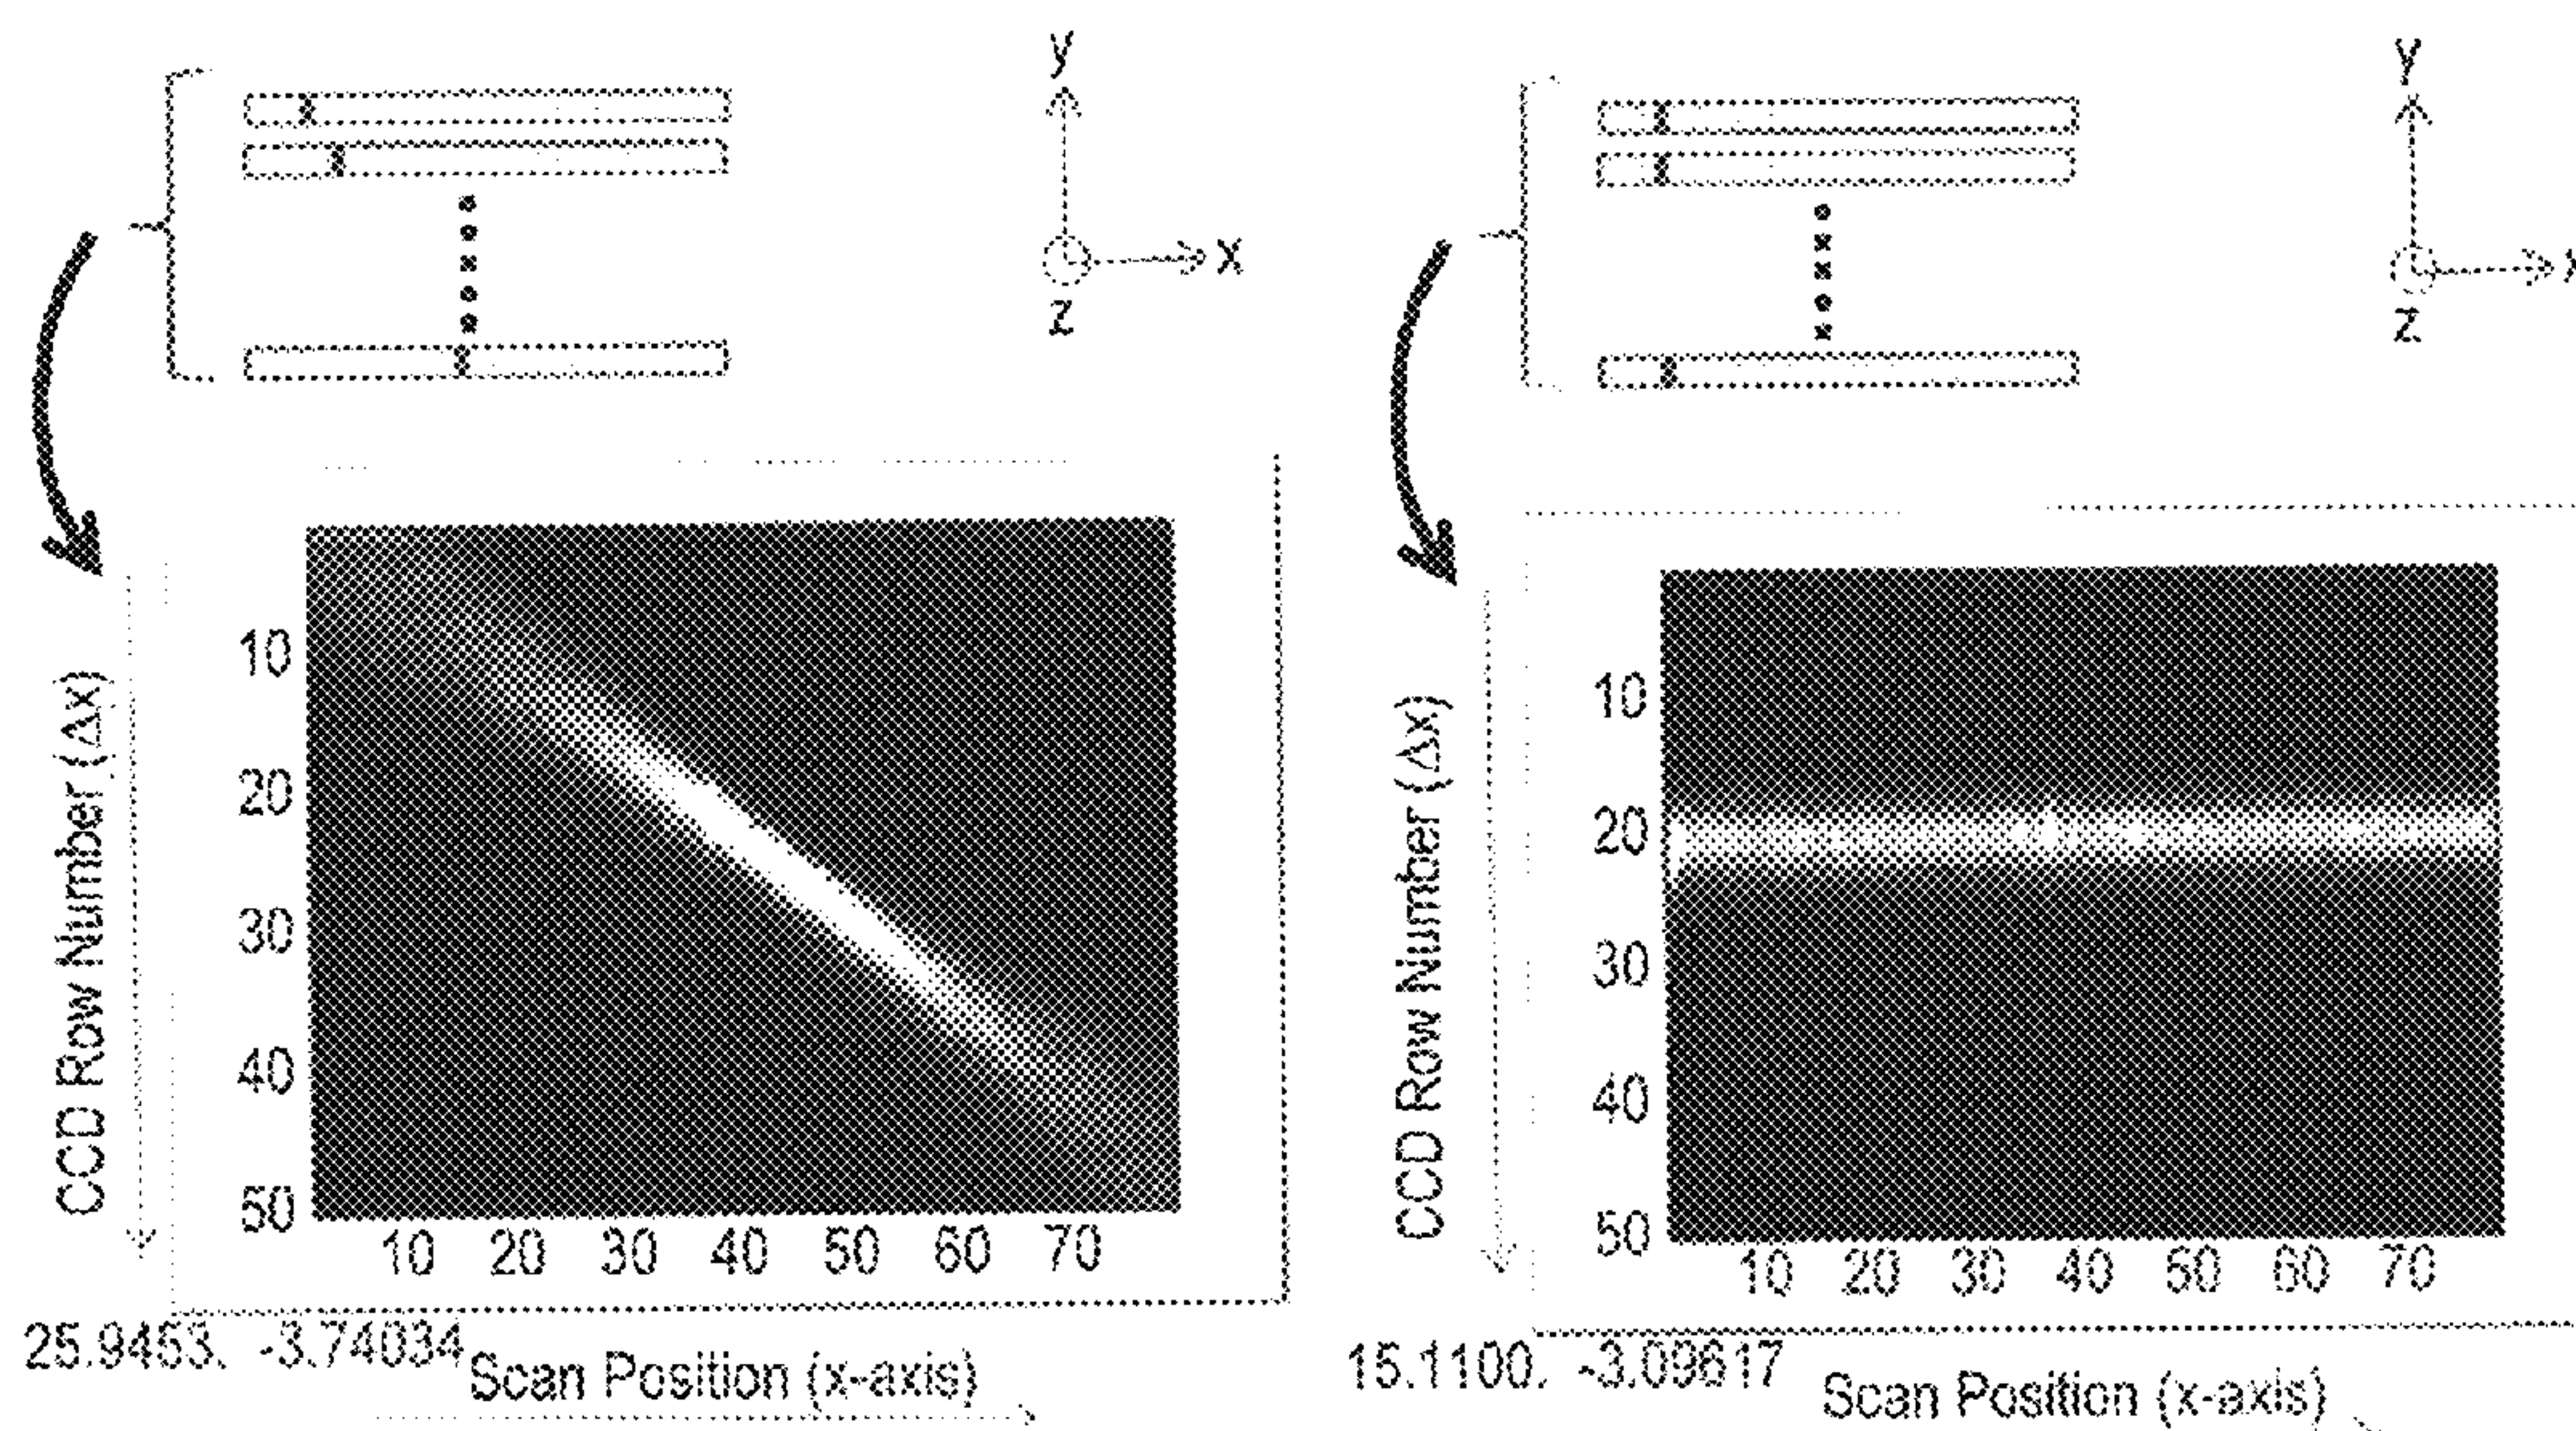 y
x
z
CCD Row Number (Δx)
10
20
30
40
50
10 20 30 40 50 60 70
25.9453. -3.74034
Scan Position (x-axis)
y
x
z
CCD Row Number (Δx)
10
20
30
40
50
10 20 30 40 50 60 70
15.1100. -3.09617
Scan Position (x-axis)